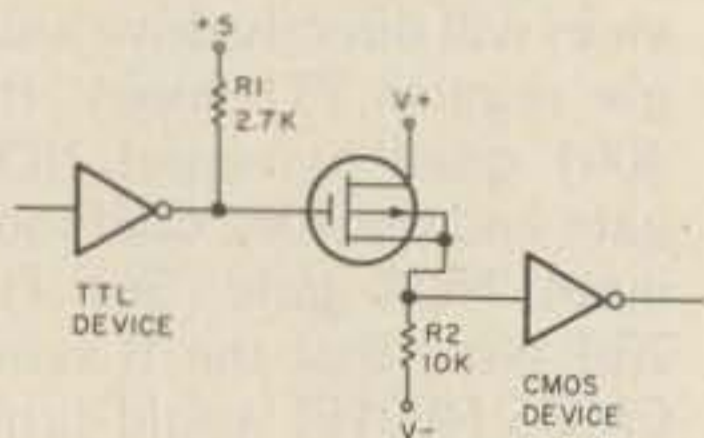 +5
R1
2.7K
V+
TTL
DEVICE
R2
10K
V-
CMOS
DEVICE